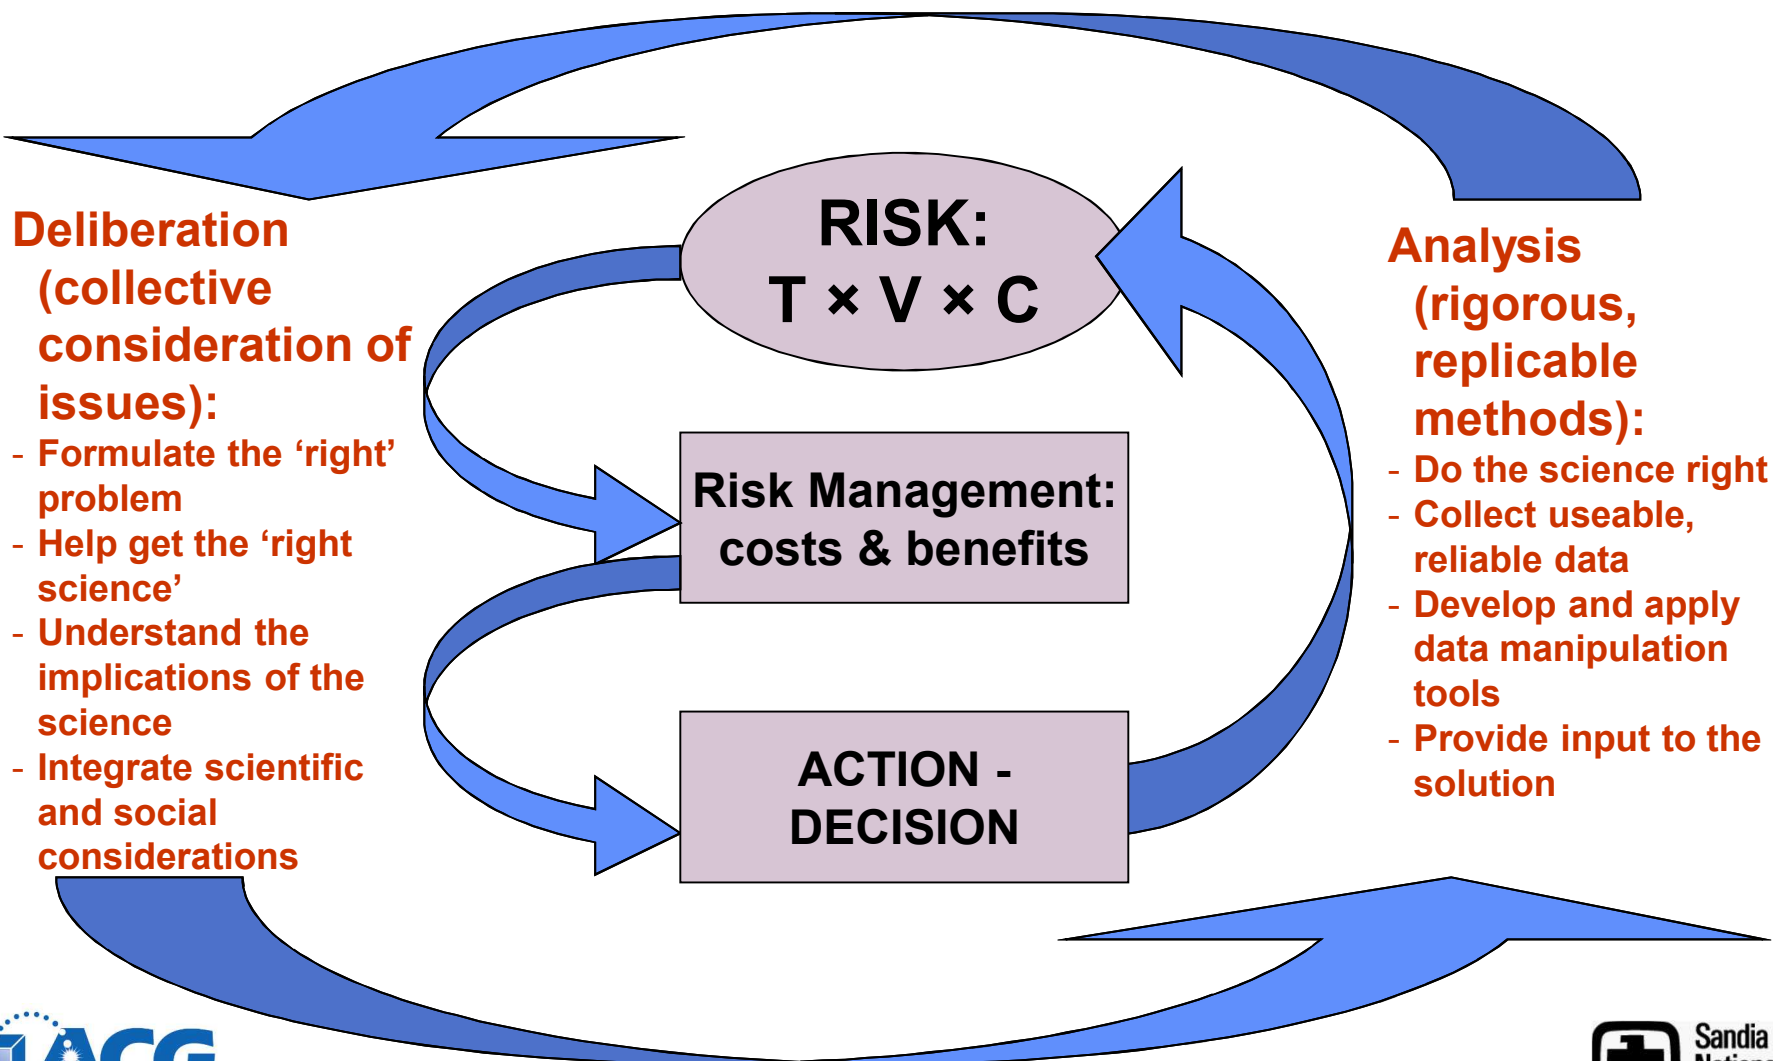 RISK:
T × V × C
Deliberation
(collective
consideration of
issues):
- Formulate the ‘right’
problem
- Help get the ‘right
science’
- Understand the
implications of the
science
- Integrate scientific
and social
considerations
Risk Management:
costs & benefits
ACTION -
DECISION
Analysis
(rigorous,
replicable
methods):
- Do the science right
- Collect useable,
reliable data
- Develop and apply
data manipulation
tools
- Provide input to the
solution
ACG
Sandia